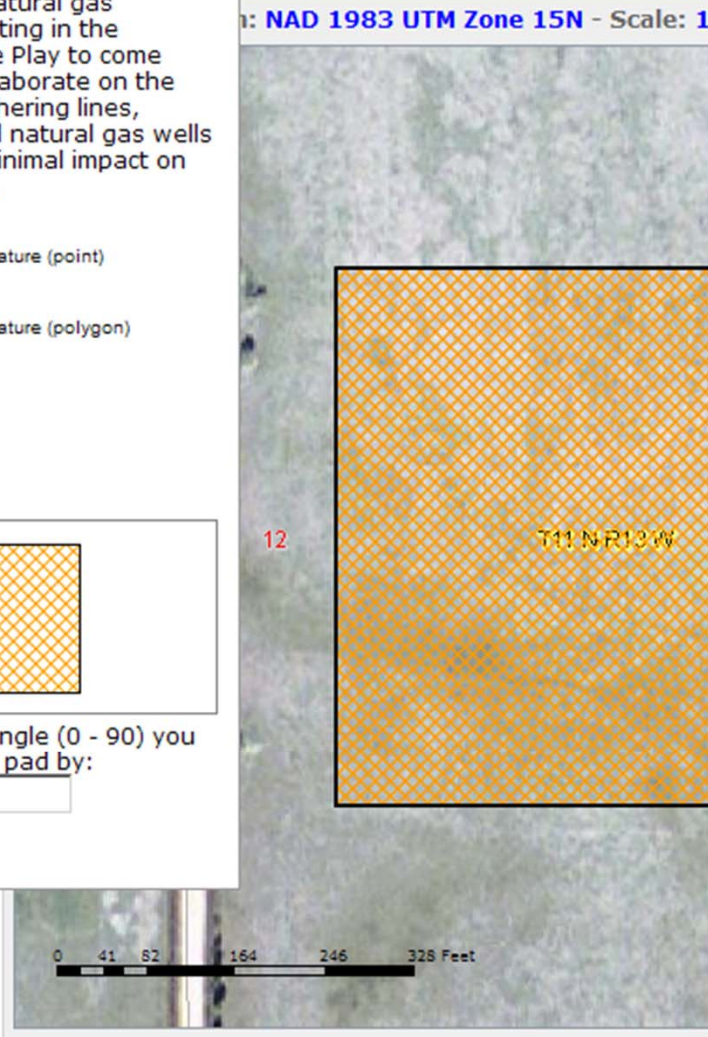 atural gas
ting in the
e Play to come
aborate on the
hering lines,
l natural gas wells
inimal impact on
ature (point)
ature (polygon)
ngle (0 - 90) you
pad by:
n: NAD 1983 UTM Zone 15N - Scale: 1
12
T11 N R13 W
0 41 82 164 246 328 Feet